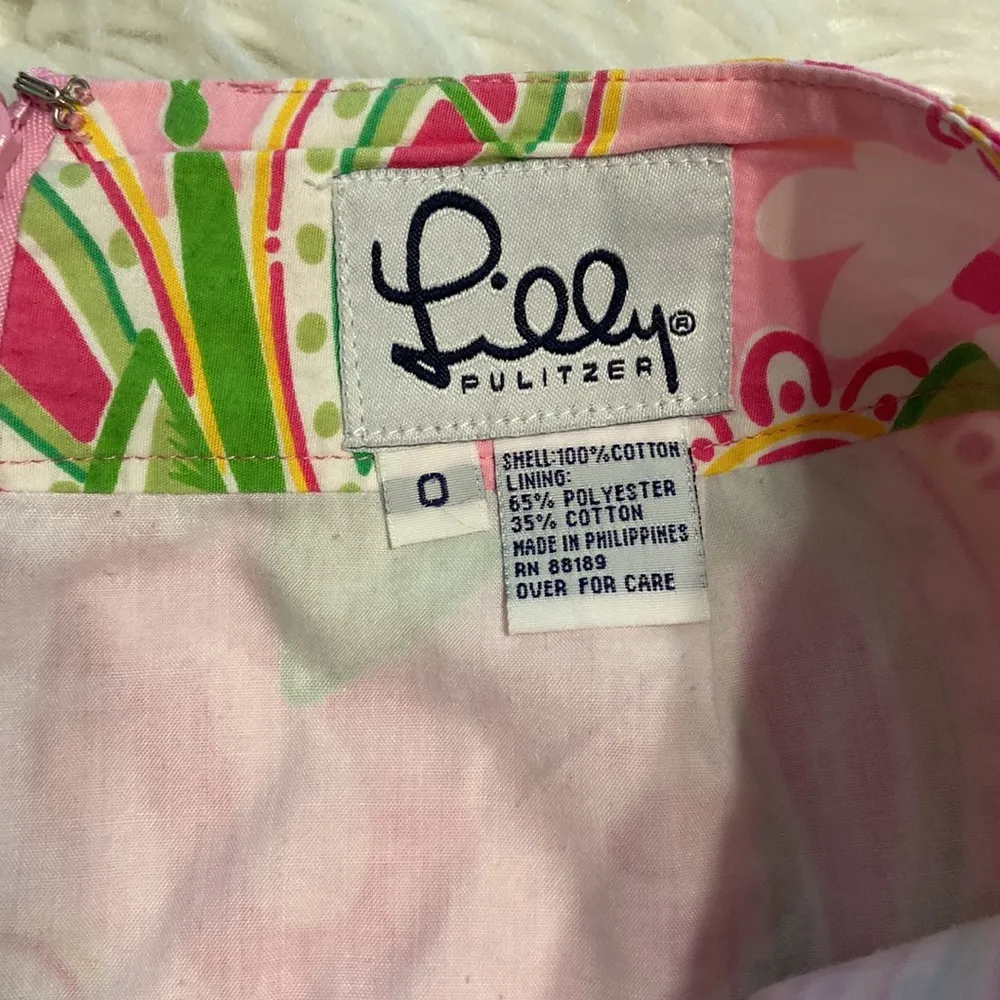 Lilly®
PULITZER
0
SHELL:100%COTTON
LINING:
65% POLYESTER
35% COTTON
MADE IN PHILIPPINES
RN 88189
OVER FOR CARE